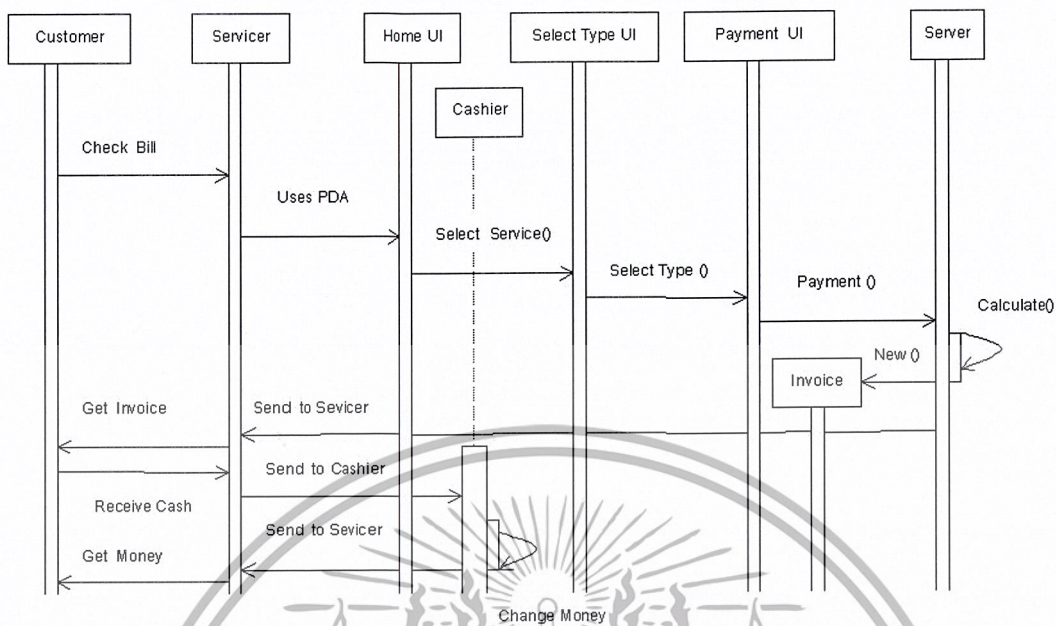 Customer
Servicer
Home UI
Select Type UI
Payment UI
Server
Cashier
Check Bill
Uses PDA
Select Service()
Select Type ()
Payment ()
Calculate()
New ()
Invoice
Get Invoice
Send to Sevicer
Send to Cashier
Receive Cash
Send to Sevicer
Get Money
Change Money